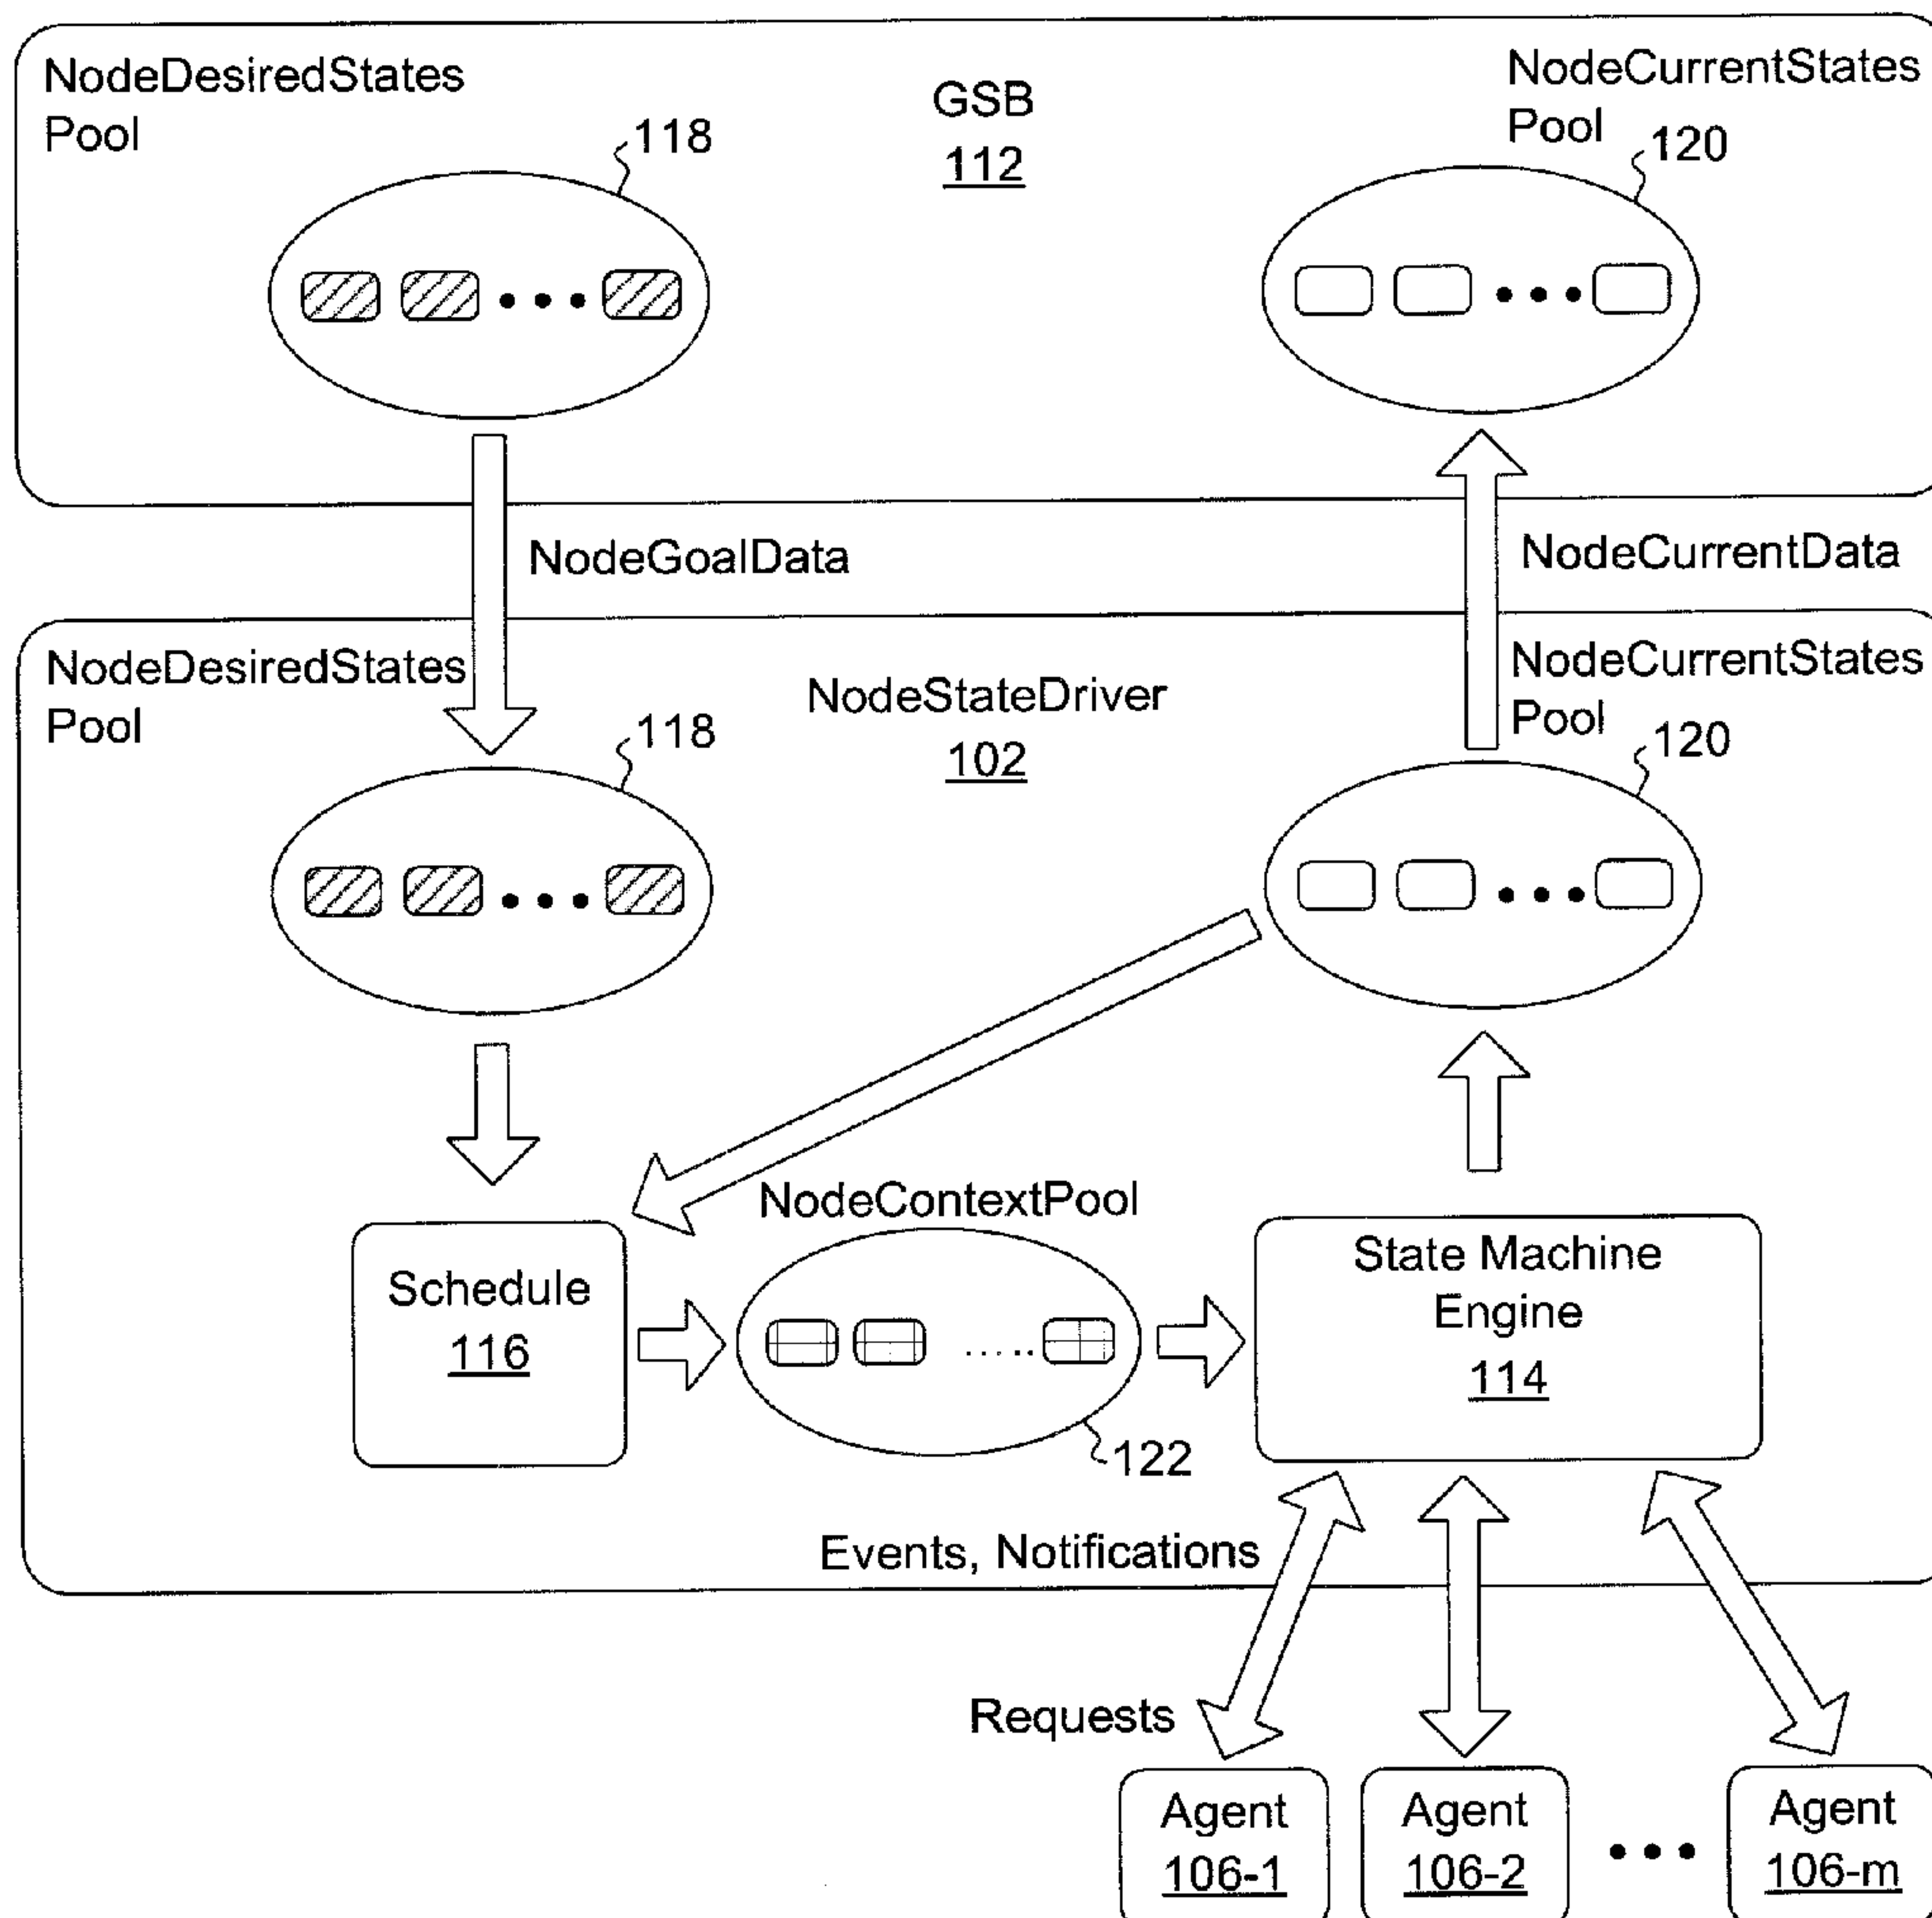 NodeDesiredStates
Pool
118
GSB
112
NodeCurrentStates
Pool
120
NodeGoalData
NodeCurrentData
NodeDesiredStates
Pool
118
NodeStateDriver
102
NodeCurrentStates
Pool
120
Schedule
116
NodeContextPool
122
State Machine
Engine
114
Events, Notifications
Requests
Agent
106-1
Agent
106-2
Agent
106-m